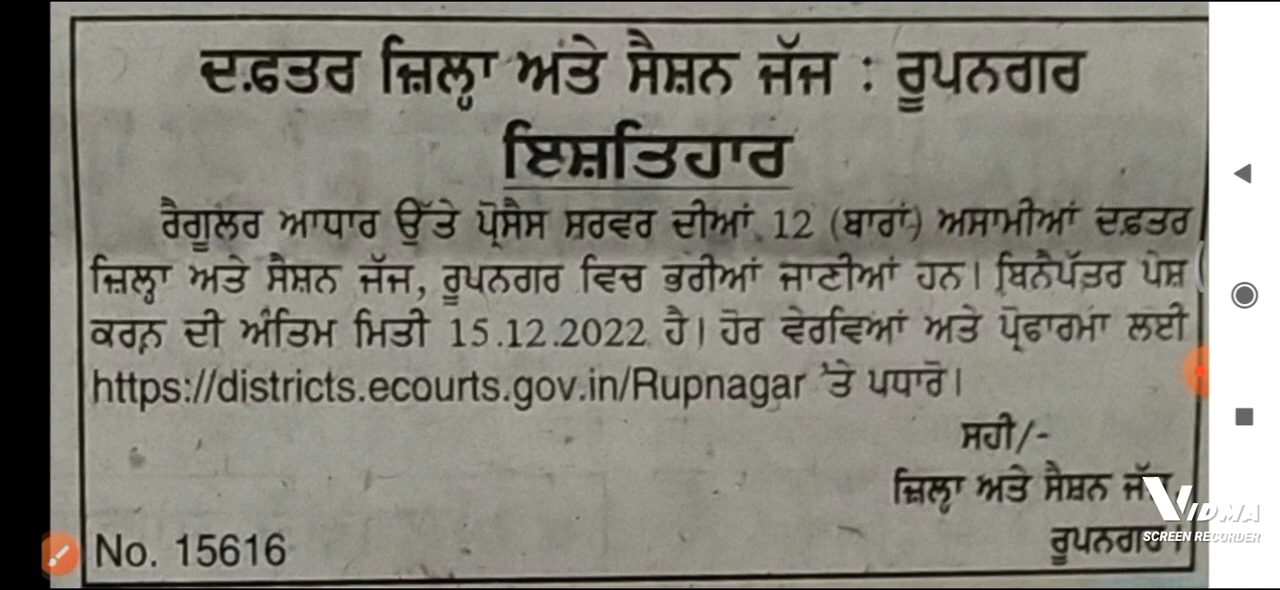 ਦਫ਼ਤਰ ਜ਼ਿਲ੍ਹਾ ਅਤੇ ਸੈਸ਼ਨ ਜੱਜ : ਰੂਪਨਗਰ
ਇਸ਼ਤਿਹਾਰ
ਰੈਗੂਲਰ ਆਧਾਰ ਉੱਤੇ ਪ੍ਰੋਸੈਸ ਸਰਵਰ ਦੀਆਂ 12 (ਬਾਰਾਂ) ਅਸਾਮੀਆਂ ਦਫ਼ਤਰ
ਜ਼ਿਲ੍ਹਾ ਅਤੇ ਸੈਸ਼ਨ ਜੱਜ, ਰੂਪਨਗਰ ਵਿਚ ਭਰੀਆਂ ਜਾਣੀਆਂ ਹਨ। ਬਿਨੈਪੱਤਰ ਪੇਸ਼
ਕਰਨ ਦੀ ਅੰਤਿਮ ਮਿਤੀ 15.12.2022 ਹੈ। ਹੋਰ ਵੇਰਵਿਆਂ ਅਤੇ ਪ੍ਰੋਫਾਰਮਾ ਲਈ
https://districts.ecourts.gov.in/Rupnagar 'ਤੇ ਪਧਾਰੋ।
ਸਹੀ/-
ਜ਼ਿਲ੍ਹਾ ਅਤੇ ਸੈਸ਼ਨ ਜੱਜ,
ਰੂਪਨਗਰ।
No. 15616
VIDMA
SCREEN RECORDER